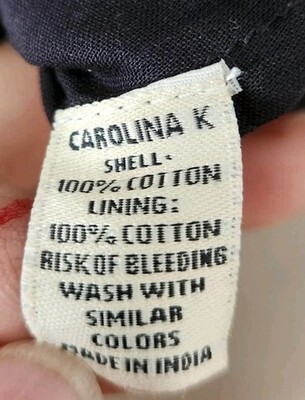 CAROLINA K
SHELL-
100% COTTON
LINING:
100% COTTON
RISK OF BLEEDING
WASH WITH
SIMILAR
COLORS
MADE IN INDIA